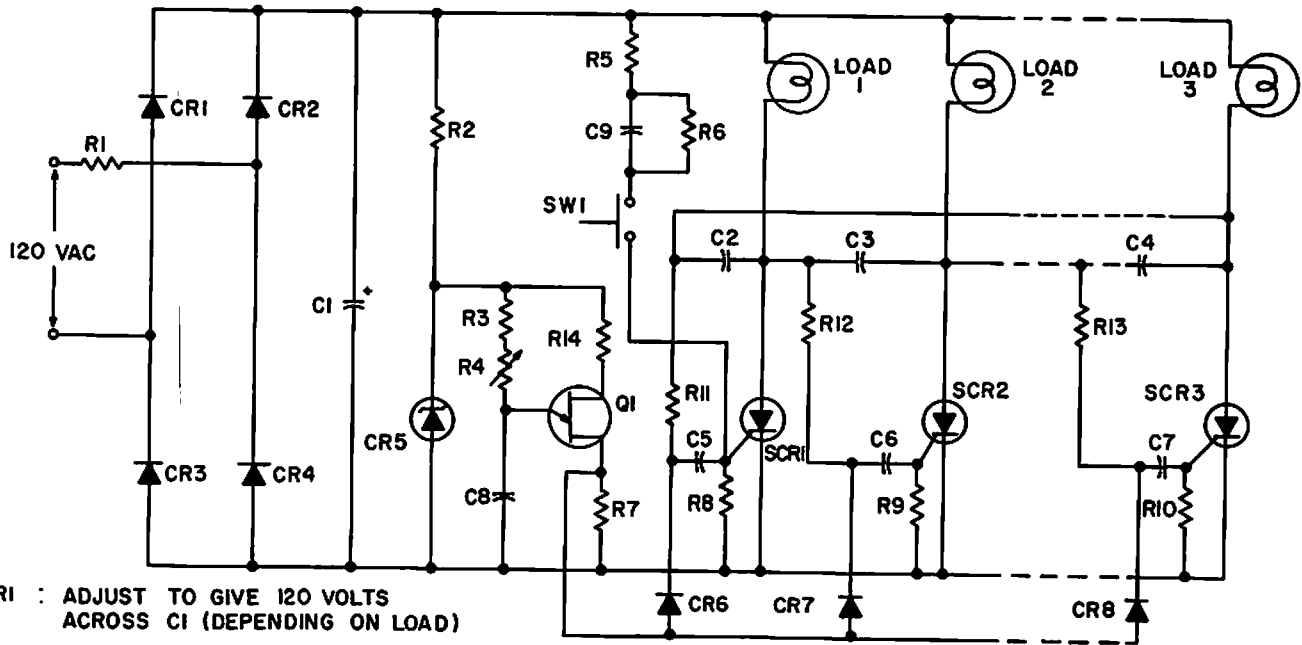 R5
LOAD
1
LOAD
2
LOAD
3
CR1
CR2
R1
R2
C9
R6
SW1
120 VAC
C2
C3
C4
C1
+
R3
R14
R12
R13
R4
Q1
R11
SCR2
SCR3
CR5
C5
SCR1
C6
C7
CR3
CR4
C8
R7
R8
R9
R10
R1 : ADJUST TO GIVE 120 VOLTS
ACROSS C1 (DEPENDING ON LOAD)
CR6
CR7
CR8